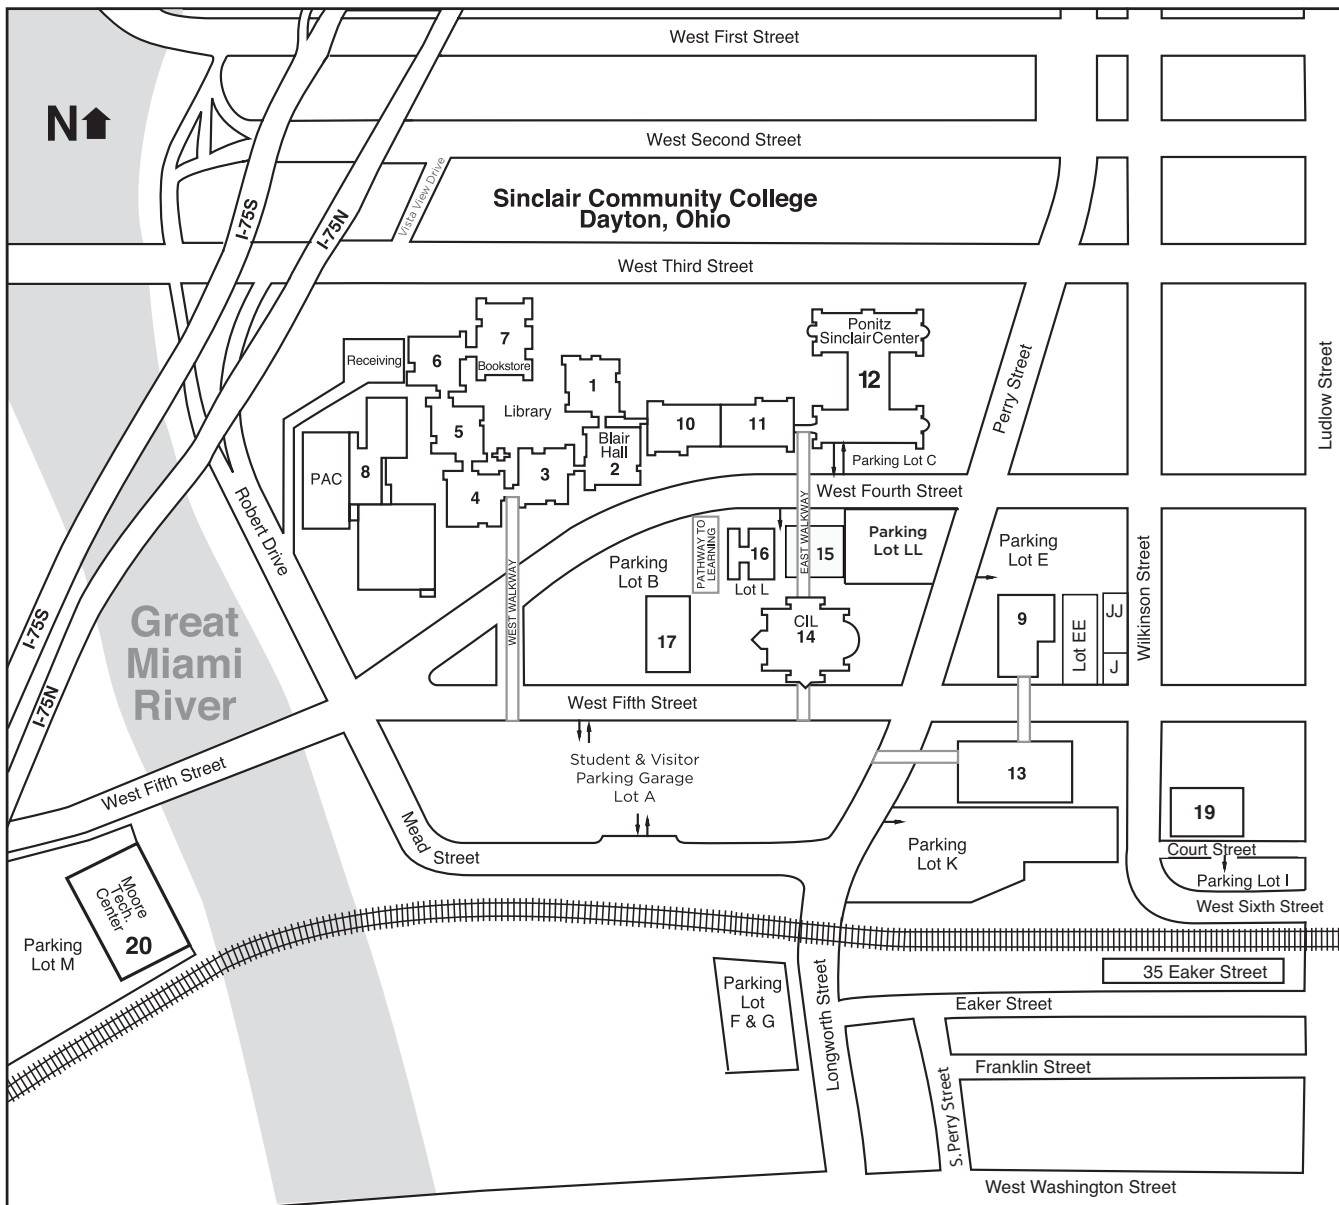 West First Street
N
West Second Street
Vista View Drive
Sinclair Community College
Dayton, Ohio
I-75S
I-75N
West Third Street
7
Bookstore
Ponitz
Sinclair Center
12
6
Receiving
1
Library
5
10
11
Blair
Hall
2
Perry Street
Ludlow Street
PAC
8
3
4
Parking Lot C
West Fourth Street
Robert Drive
WEST WALKWAY
EAST WALKWAY
PATHWAY TO
LEARNING
16
15
Lot L
Parking
Lot LL
Parking
Lot B
Parking
Lot E
Wilkinson Street
17
CIL
14
9
Lot EE
JJ
J
I-75S
I-75N
Great
Miami
River
West Fifth Street
West Fifth Street
Student & Visitor
Parking Garage
Lot A
13
19
Mead Street
Parking
Lot K
Court Street
Parking Lot I
West Sixth Street
Moore
Tech.
Center
20
Parking
Lot M
Parking
Lot
F & G
Longworth Street
35 Eaker Street
Eaker Street
Franklin Street
S. Perry Street
West Washington Street